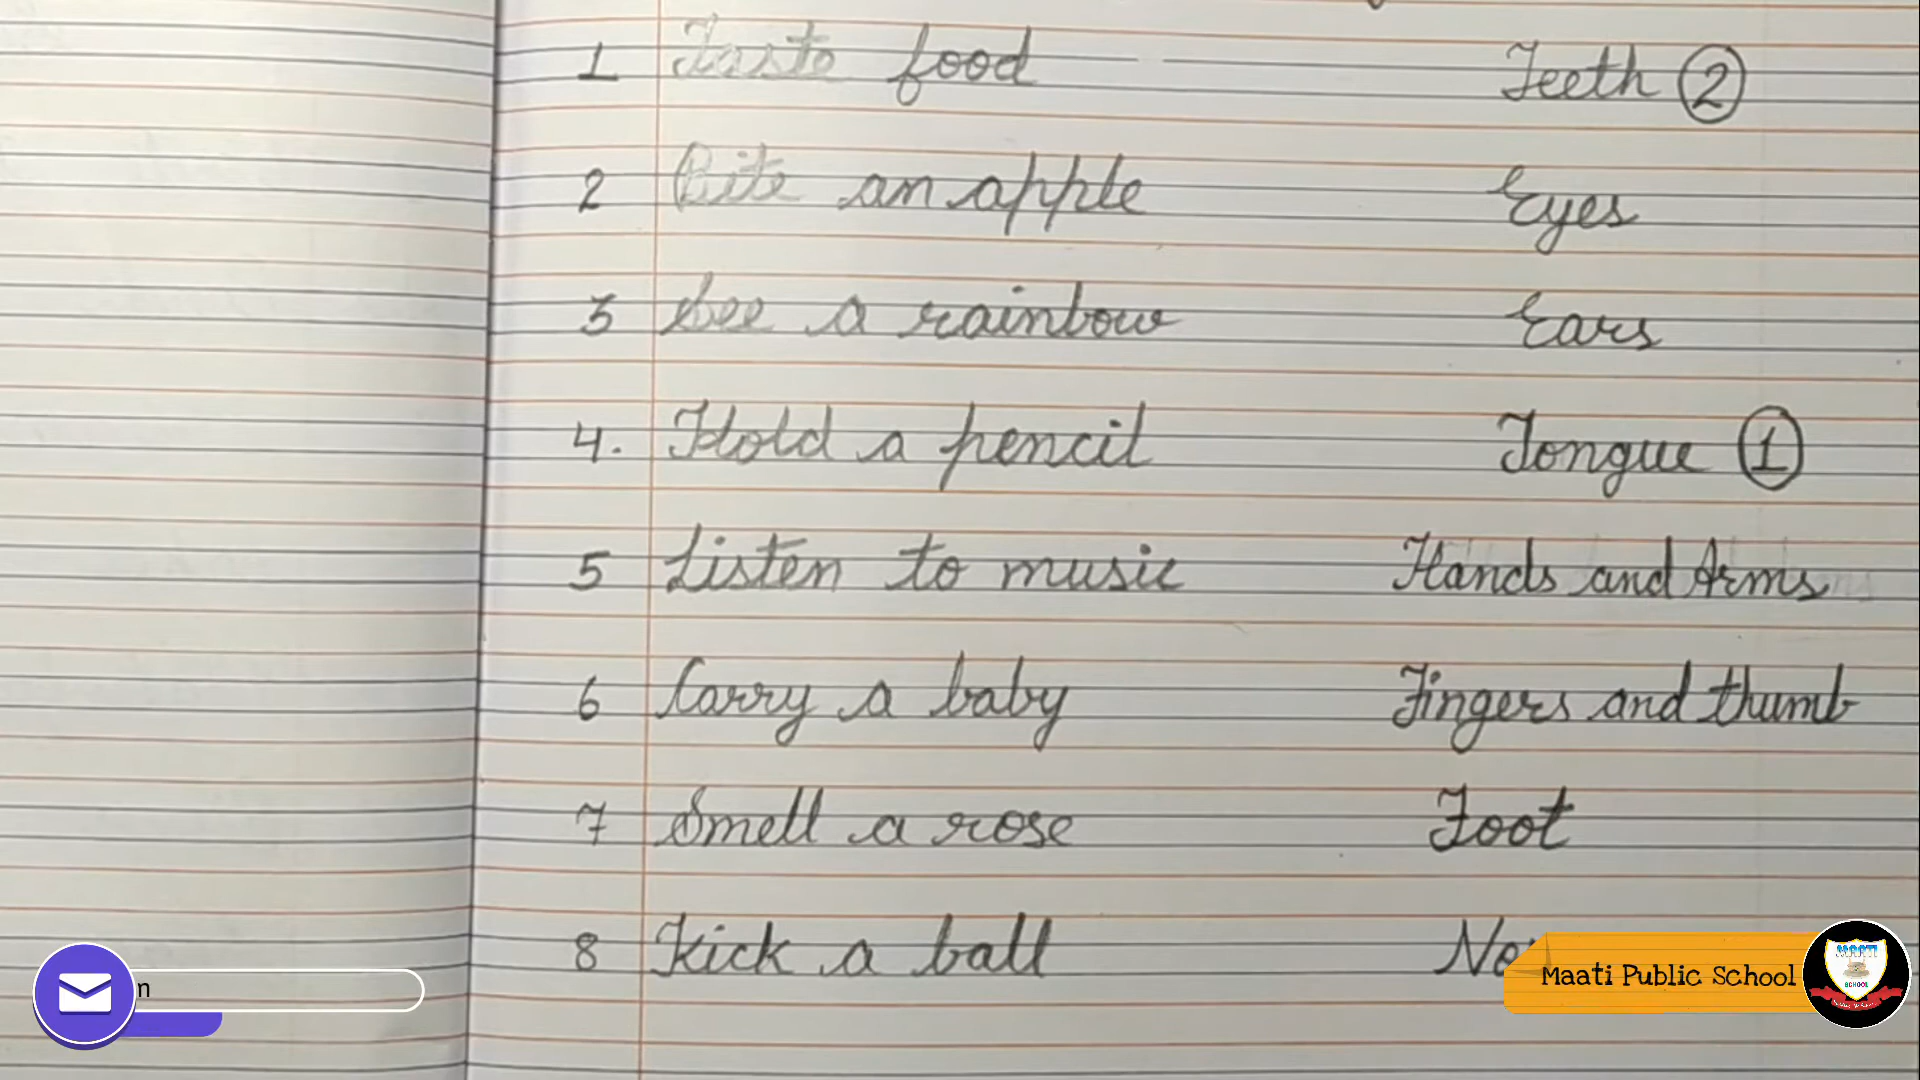 1 Taste food Teeth 2
2 Bite an apple Eyes
3 See a rainbow Ears
4. Hold a pencil Tongue 1
5 Listen to music Hands and Arms
6 Carry a baby Fingers and thumb
7 Smell a rose Foot
8 Kick a ball
n
Maati Public School
MAATI
SCHOOL